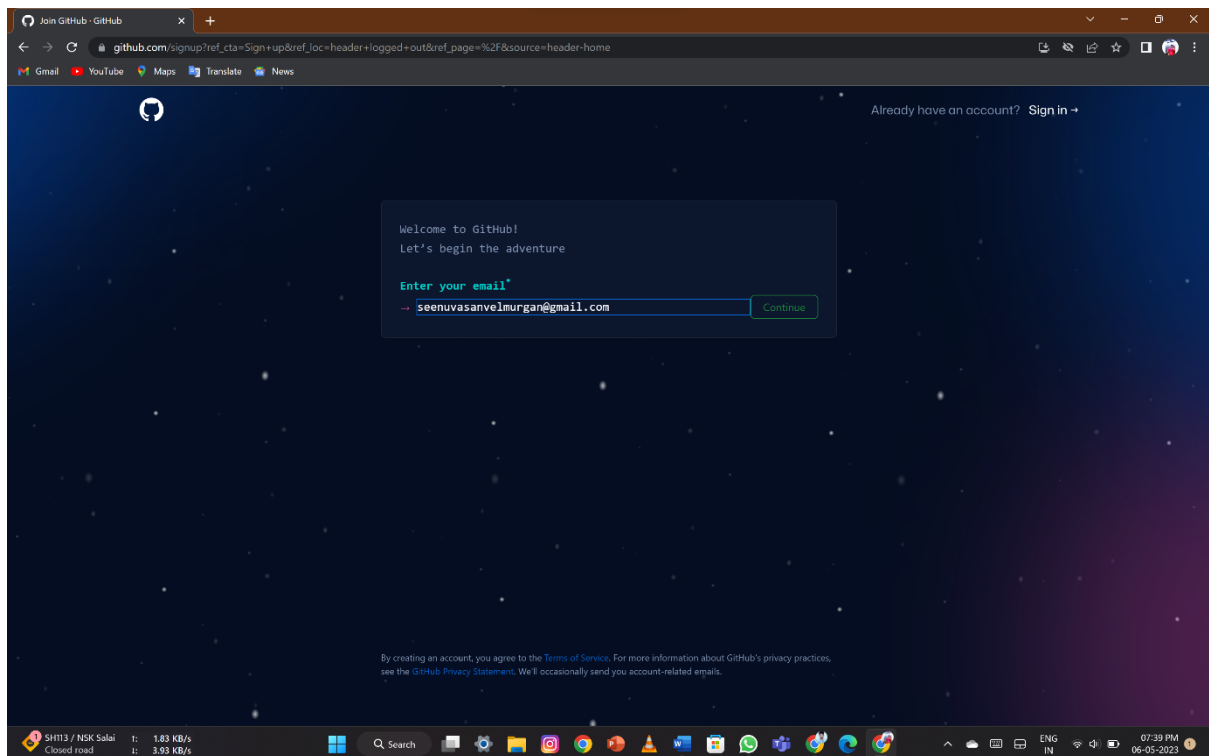 Join GitHub · GitHub
github.com/signup?ref_cta=Sign+up&ref_loc=header+logged+out&ref_page=%2F&source=header-home
Gmail YouTube Maps Translate News
Already have an account? Sign in →
Welcome to GitHub!
Let's begin the adventure
Enter your email*
→ seenuvasanvelmurgan@gmail.com Continue
By creating an account, you agree to the Terms of Service. For more information about GitHub's privacy practices,
see the GitHub Privacy Statement. We'll occasionally send you account-related emails.
1 SH113 / NSK Salai ↑: 1.83 KB/s Search ENG 07:39 PM
Closed road ↓: 3.93 KB/s IN 06-05-2023 1